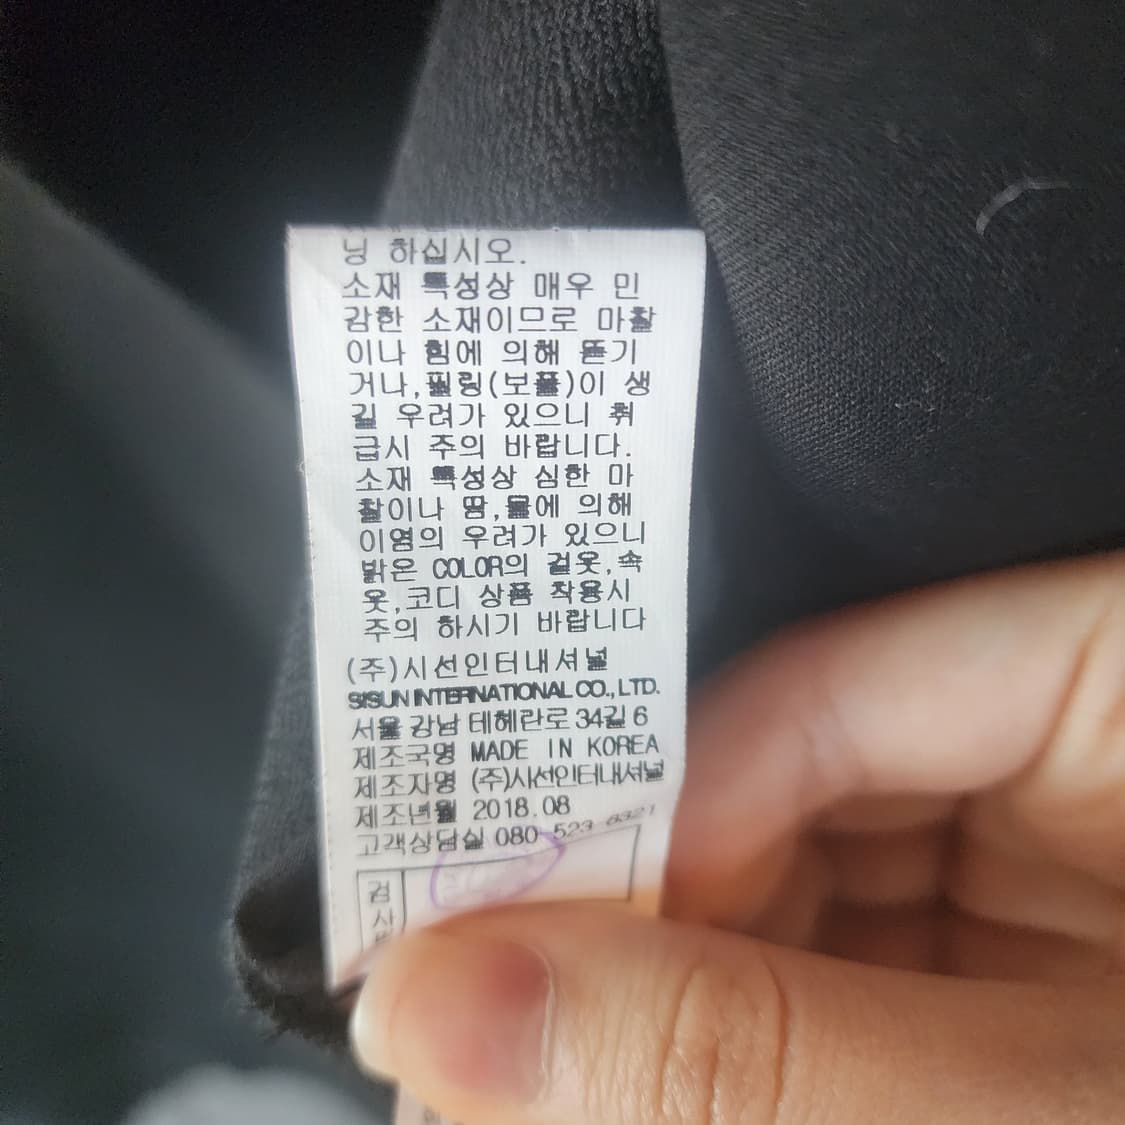 닝 하십시오.
소재 특성상 매우 민
감한 소재이므로 마찰
이나 힘에 의해 뜯기
거나,필링(보풀)이 생
길 우려가 있으니 취
급시 주의 바랍니다.
소재 특성상 심한 마
찰이나 땀,물에 의해
이염의 우려가 있으니
밝은 COLOR의 겉옷,속
옷,코디 상품 착용시
주의 하시기 바랍니다
(주)시선인터내셔널
SISUN INTERNATIONAL CO., LTD.
서울 강남 테헤란로 34길 6
제조국명 MADE IN KOREA
제조자명 (주)시선인터내셔널
제조년월 2018.08
고객상담실 080-523-6321
검
사